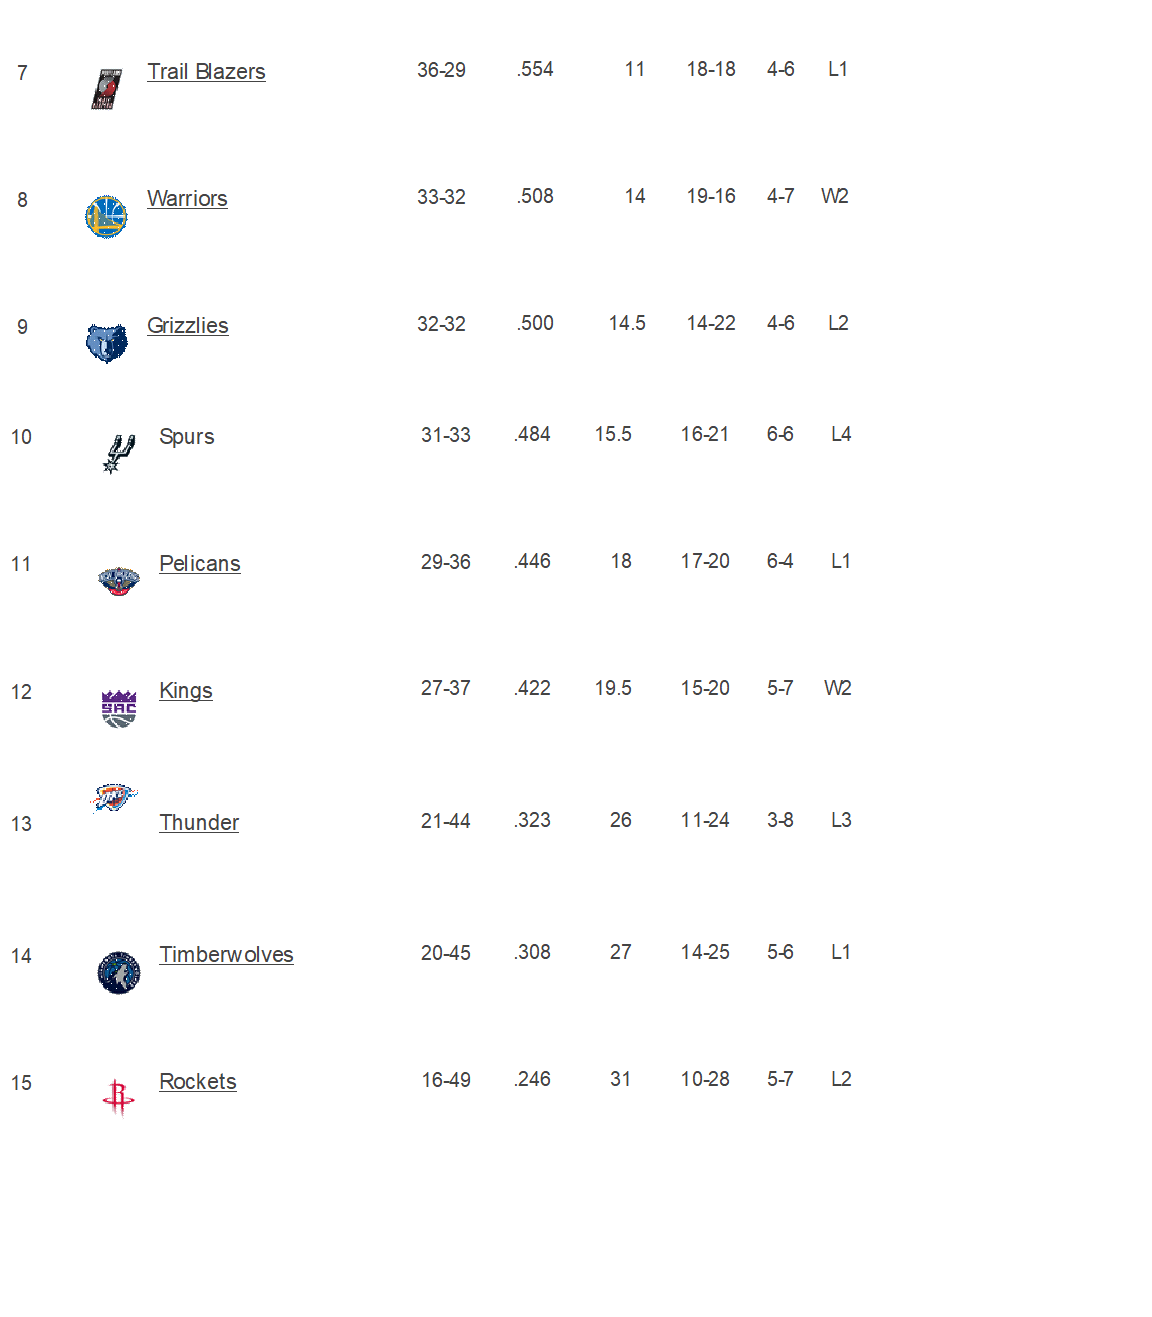 7 Trail Blazers 36-29 .554 11 18-18 4-6 L1
8 Warriors 33-32 .508 14 19-16 4-7 W2
9 Grizzlies 32-32 .500 14.5 14-22 4-6 L2
10 Spurs 31-33 .484 15.5 16-21 6-6 L4
11 Pelicans 29-36 .446 18 17-20 6-4 L1
12 SAC Kings 27-37 .422 19.5 15-20 5-7 W2
13 Thunder 21-44 .323 26 11-24 3-8 L3
14 Timberwolves 20-45 .308 27 14-25 5-6 L1
15 R Rockets 16-49 .246 31 10-28 5-7 L2